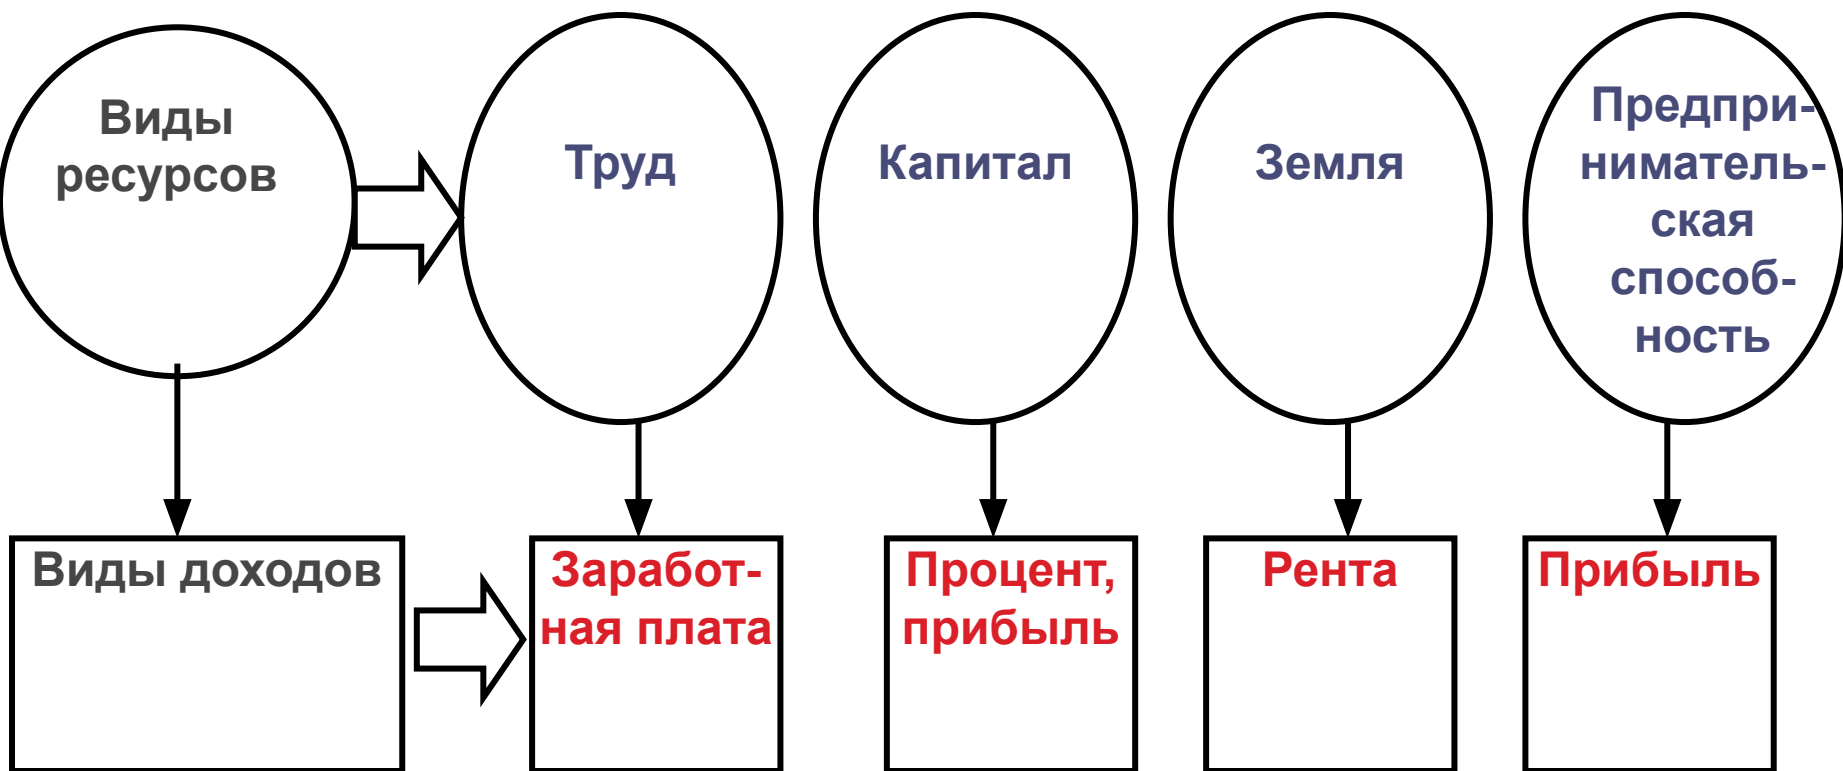 Виды
ресурсов
Труд
Капитал
Земля
Предпри-
ниматель-
ская
способ-
ность
Виды доходов
Заработ-
ная плата
Процент,
прибыль
Рента
Прибыль